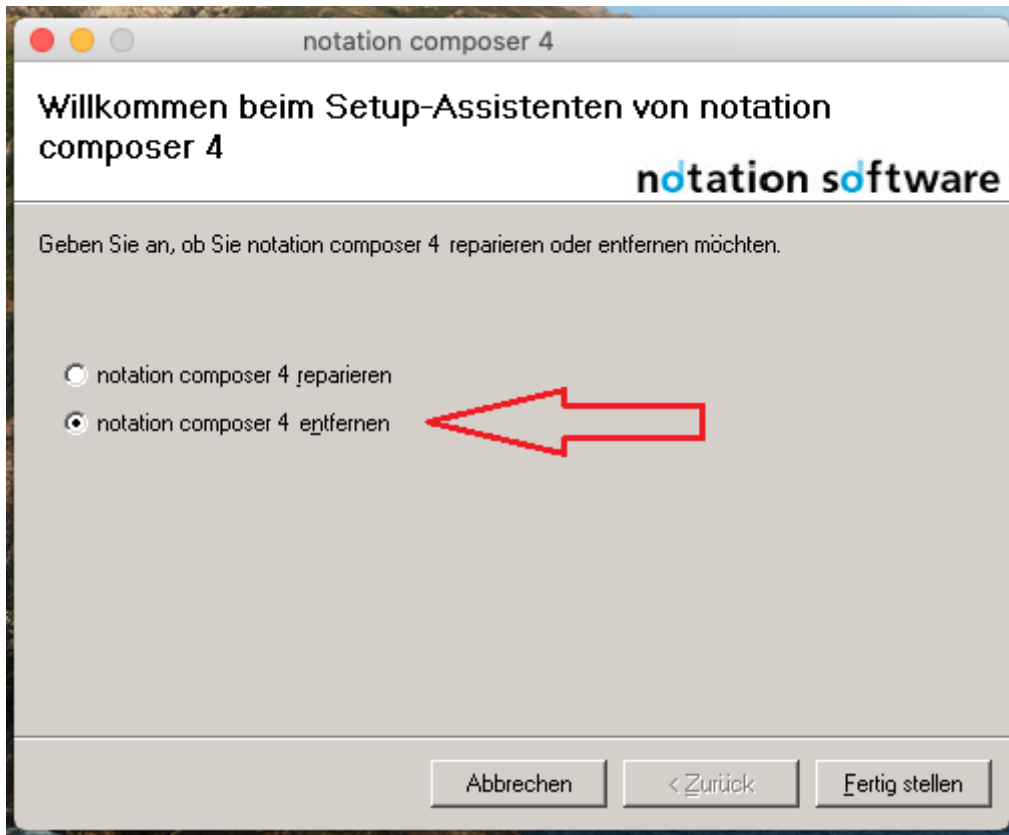 notation composer 4
Willkommen beim Setup-Assistenten von notation
composer 4
notation software
Geben Sie an, ob Sie notation composer 4 reparieren oder entfernen möchten.
notation composer 4 reparieren
notation composer 4 entfernen
Abbrechen
< Zurück
Fertig stellen